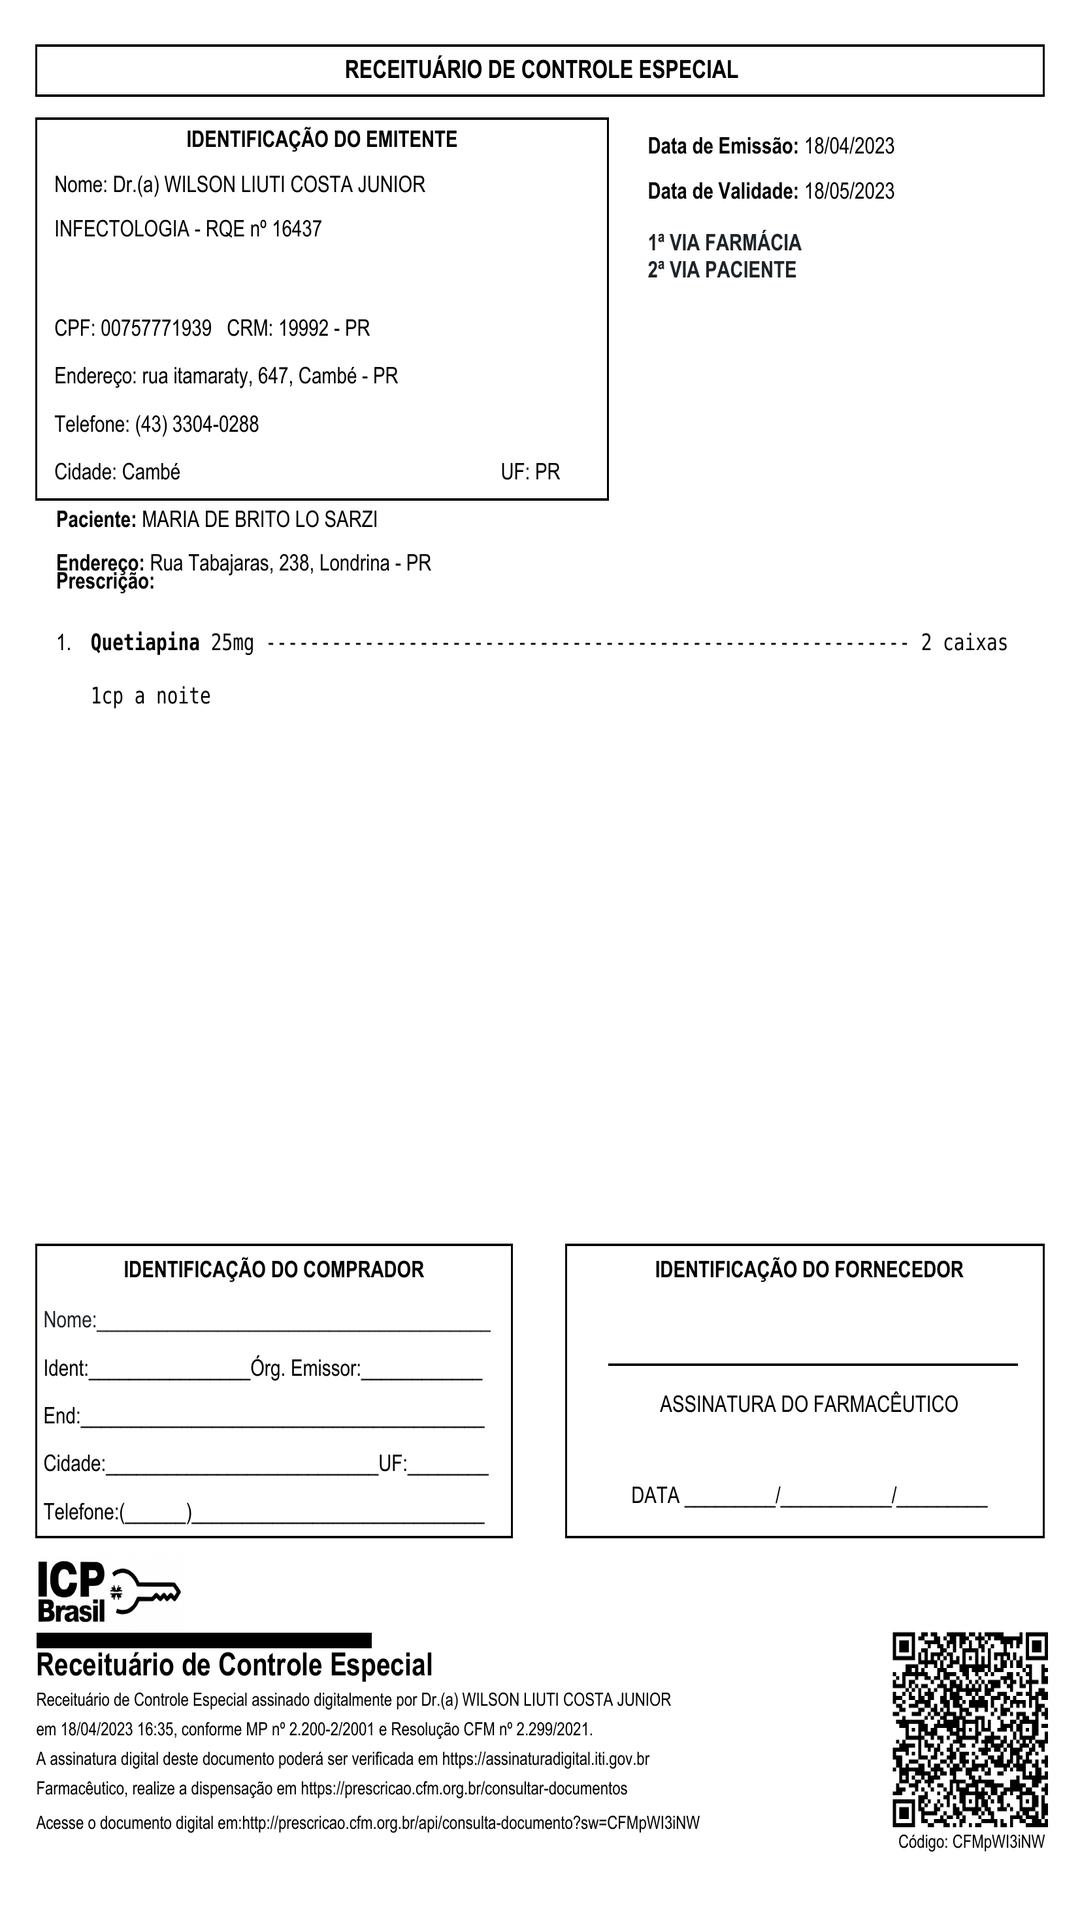 RECEITUÁRIO DE CONTROLE ESPECIAL
IDENTIFICAÇÃO DO EMITENTE
Nome: Dr.(a) WILSON LIUTI COSTA JUNIOR
INFECTOLOGIA - RQE nº 16437
CPF: 00757771939 CRM: 19992 - PR
Endereço: rua itamaraty, 647, Cambé - PR
Telefone: (43) 3304-0288
Cidade: Cambé UF: PR
Data de Emissão: 18/04/2023
Data de Validade: 18/05/2023
1ª VIA FARMÁCIA
2ª VIA PACIENTE
Paciente: MARIA DE BRITO LO SARZI
Endereço: Rua Tabajaras, 238, Londrina - PR
Prescrição:
1. Quetiapina 25mg ----------------------------------------------------------- 2 caixas
1cp a noite
IDENTIFICAÇÃO DO COMPRADOR
Nome:_______________________________________
Ident:________________Órg. Emissor:____________
End:________________________________________
Cidade:___________________________UF:________
Telefone:(______)_____________________________
IDENTIFICAÇÃO DO FORNECEDOR
ASSINATURA DO FARMACÊUTICO
DATA _________/___________/_________
ICP
Brasil
Receituário de Controle Especial
Receituário de Controle Especial assinado digitalmente por Dr.(a) WILSON LIUTI COSTA JUNIOR
em 18/04/2023 16:35, conforme MP nº 2.200-2/2001 e Resolução CFM nº 2.299/2021.
A assinatura digital deste documento poderá ser verificada em https://assinaturadigital.iti.gov.br
Farmacêutico, realize a dispensação em https://prescricao.cfm.org.br/consultar-documentos
Acesse o documento digital em:http://prescricao.cfm.org.br/api/consulta-documento?sw=CFMpWI3iNW
Código: CFMpWI3iNW